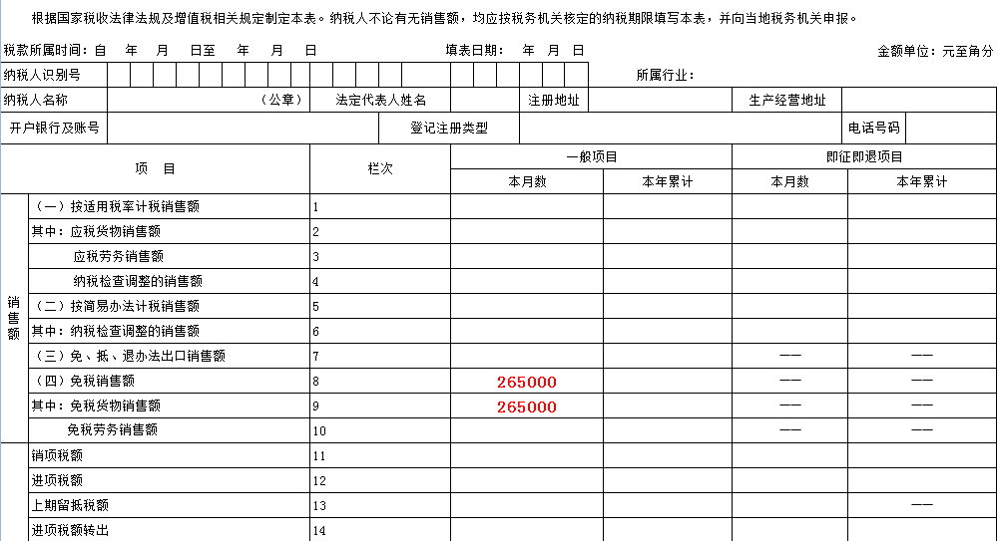 根据国家税收法律法规及增值税相关规定制定本表。纳税人不论有无销售额，均应按税务机关核定的纳税期限填写本表，并向当地税务机关申报。
税款所属时间：自 年 月 日至 年 月 日 填表日期： 年 月 日 金额单位：元至角分
纳税人识别号 所属行业：
纳税人名称 （公章） 法定代表人姓名 注册地址 生产经营地址
开户银行及账号 登记注册类型 电话号码
项 目 栏次 一般项目 即征即退项目
本月数 本年累计 本月数 本年累计
销售额
（一）按适用税率计税销售额 1
其中：应税货物销售额 2
应税劳务销售额 3
纳税检查调整的销售额 4
（二）按简易办法计税销售额 5
其中：纳税检查调整的销售额 6
（三）免、抵、退办法出口销售额 7 —— ——
（四）免税销售额 8 265000 —— ——
其中：免税货物销售额 9 265000 —— ——
免税劳务销售额 10 —— ——
销项税额 11
进项税额 12
上期留抵税额 13 ——
进项税额转出 14